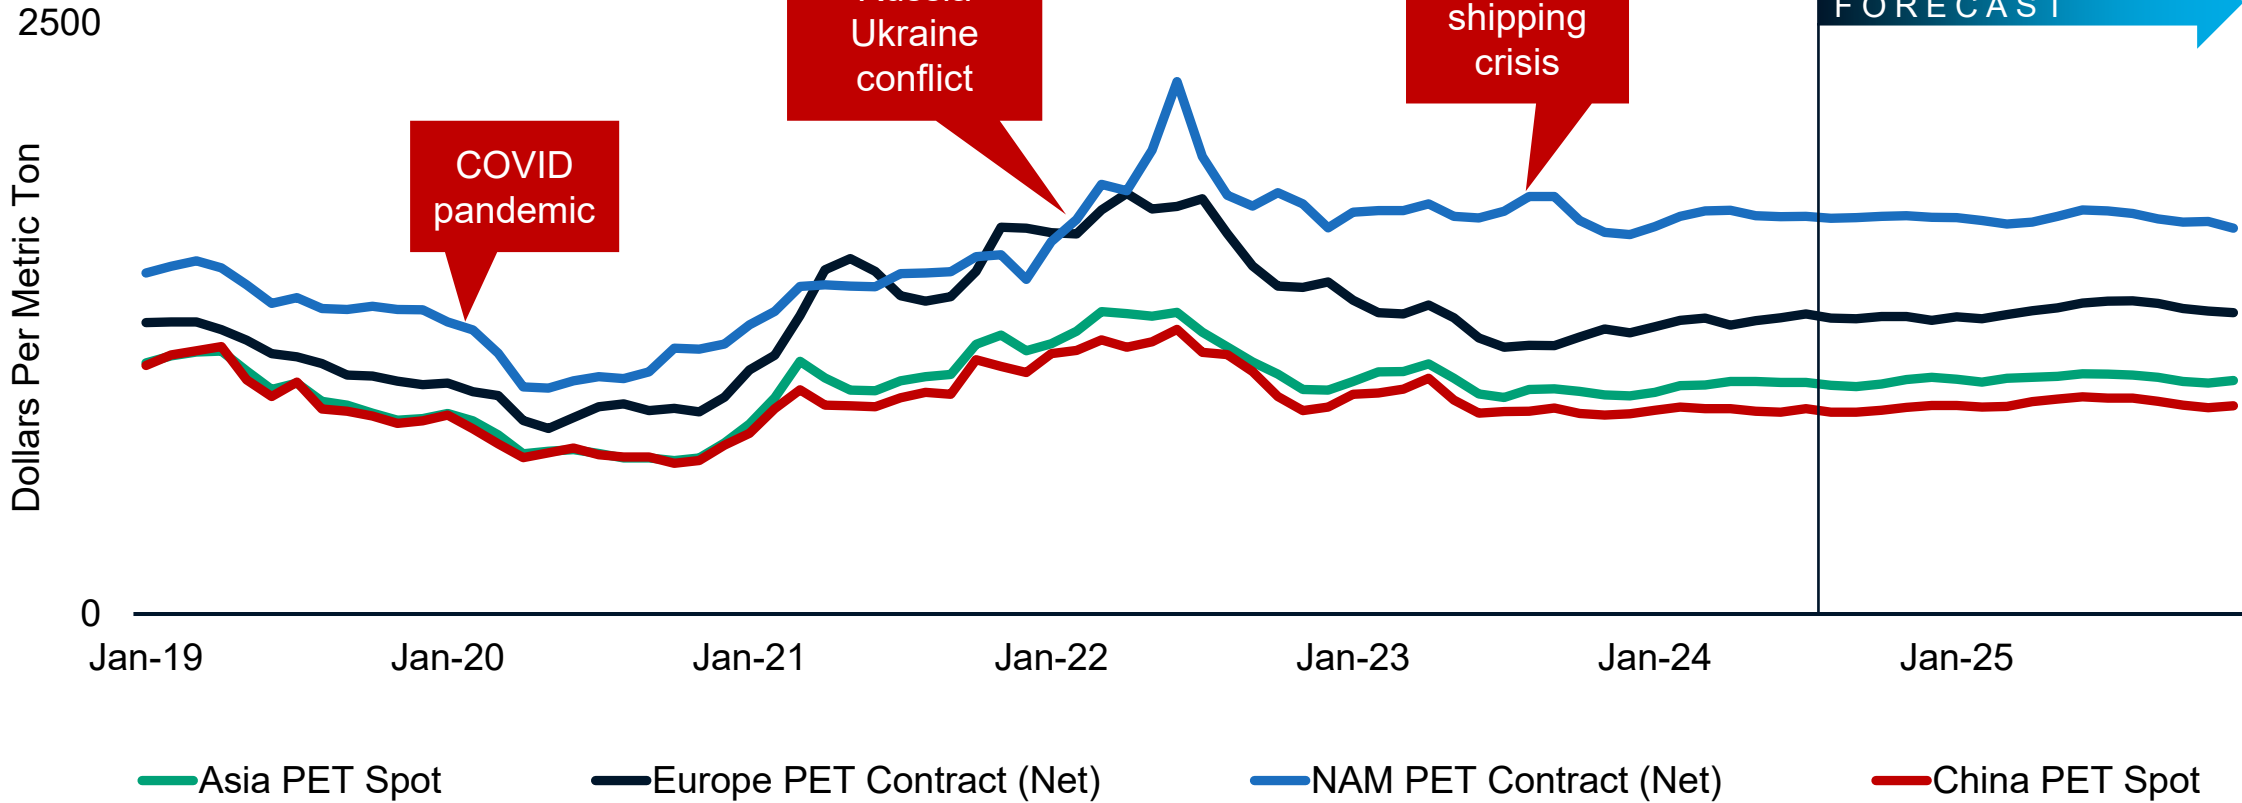 2500
Russia
Ukraine
conflict
shipping
crisis
FORECAST
COVID
pandemic
Dollars Per Metric Ton
0
Jan-19 Jan-20 Jan-21 Jan-22 Jan-23 Jan-24 Jan-25
Asia PET Spot Europe PET Contract (Net) NAM PET Contract (Net) China PET Spot